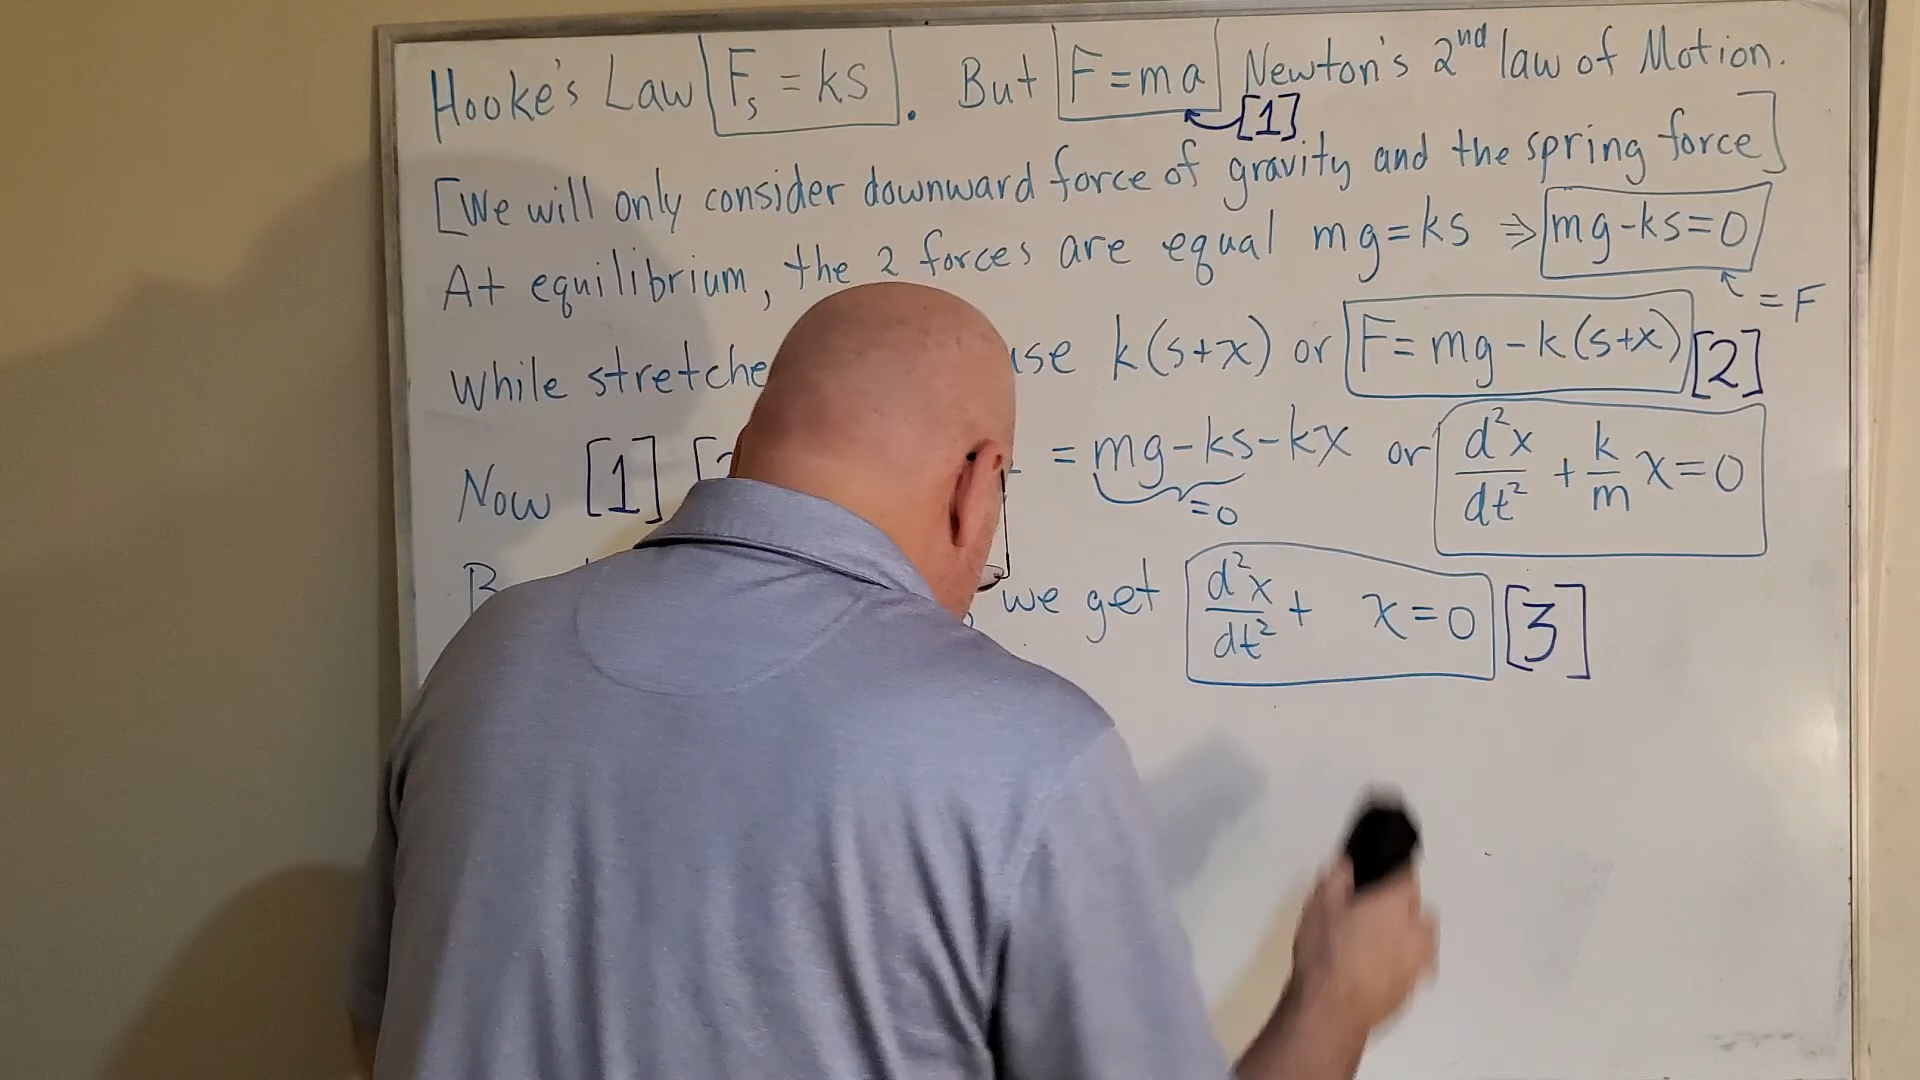 Hooke's Law F_s = ks. But F = ma Newton's 2nd law of Motion.
[1]
[We will only consider downward force of gravity and the spring force]
At equilibrium, the 2 forces are equal mg = ks ⇒ mg - ks = 0
= F
While k(s+x) or F = mg - k(s+x) [2]
Now [1] = mg - ks - kx or d²x/dt² + k/m x = 0
= 0
we get d²x/dt² + x = 0 [3]